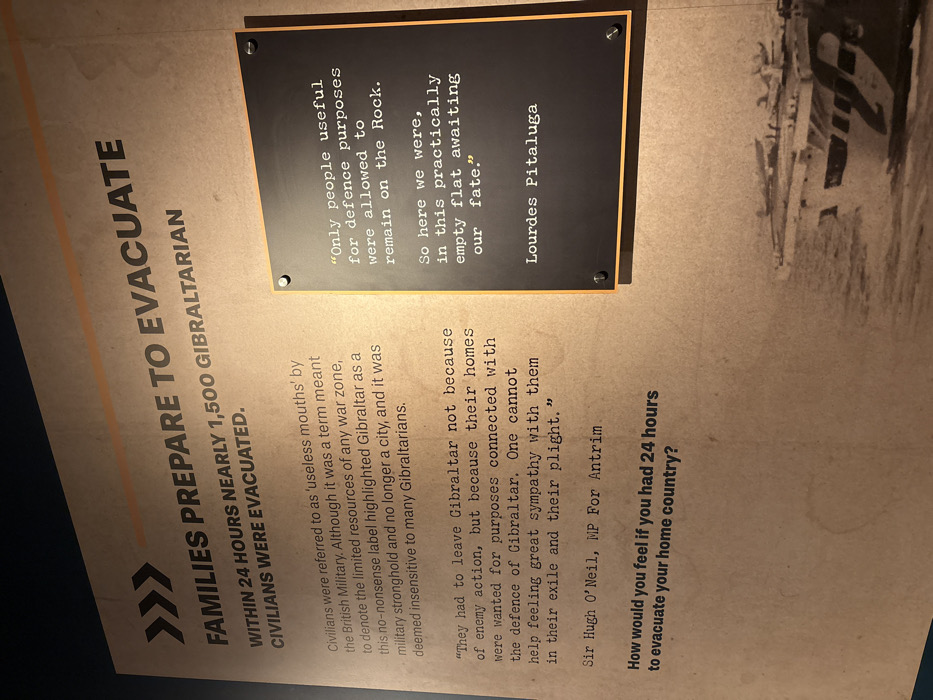 FAMILIES PREPARE TO EVACUATE
WITHIN 24 HOURS NEARLY 1,500 GIBRALTARIAN
CIVILIANS WERE EVACUATED.
Civilians were referred to as 'useless mouths' by
the British Military. Although it was a term meant
to denote the limited resources of any war zone,
this no-nonsense label highlighted Gibraltar as a
military stronghold and no longer a city, and it was
deemed insensitive to many Gibraltarians.
“They had to leave Gibraltar not because
of enemy action, but because their homes
were wanted for purposes connected with
the defence of Gibraltar. One cannot
help feeling great sympathy with them
in their exile and their plight.”
Sir Hugh O'Neil, MP For Antrim
How would you feel if you had 24 hours
to evacuate your home country?
“Only people useful
for defence purposes
were allowed to
remain on the Rock.
So here we were,
in this practically
empty flat awaiting
our fate.”
Lourdes Pitaluga